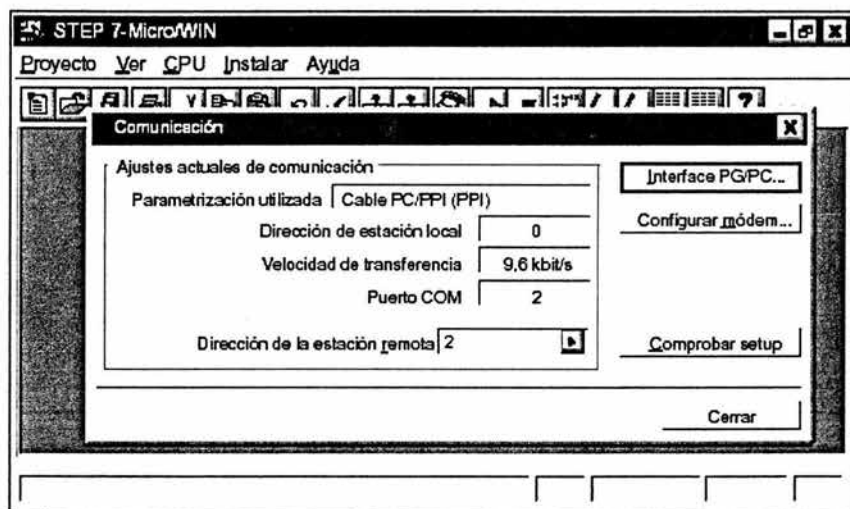 STEP 7-Micro/WIN
Proyecto Ver CPU Instalar Ayuda
Comunicación
Ajustes actuales de comunicación
Interface PG/PC...
Parametrización utilizada Cable PC/PPI (PPI)
Configurar módem...
Dirección de estación local 0
Velocidad de transferencia 9,6 kbit/s
Puerto COM 2
Dirección de la estación remota 2
Comprobar setup
Cerrar